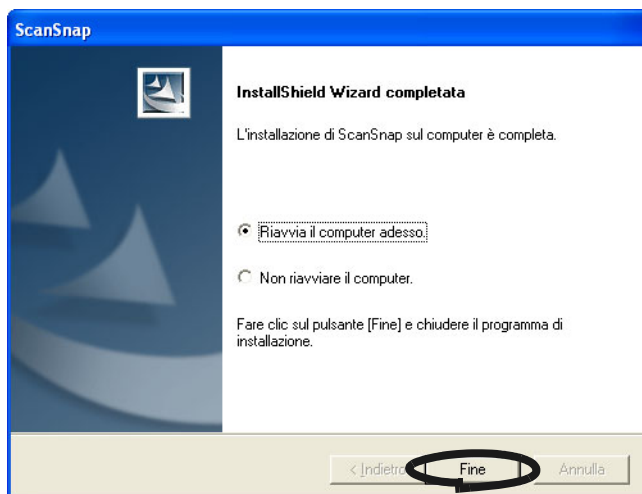 ScanSnap
InstallShield Wizard completata
L'installazione di ScanSnap sul computer è completa.
Riavvia il computer adesso.
Non riavviare il computer.
Fare clic sul pulsante [Fine] e chiudere il programma di
installazione.
< Indietro Fine Annulla